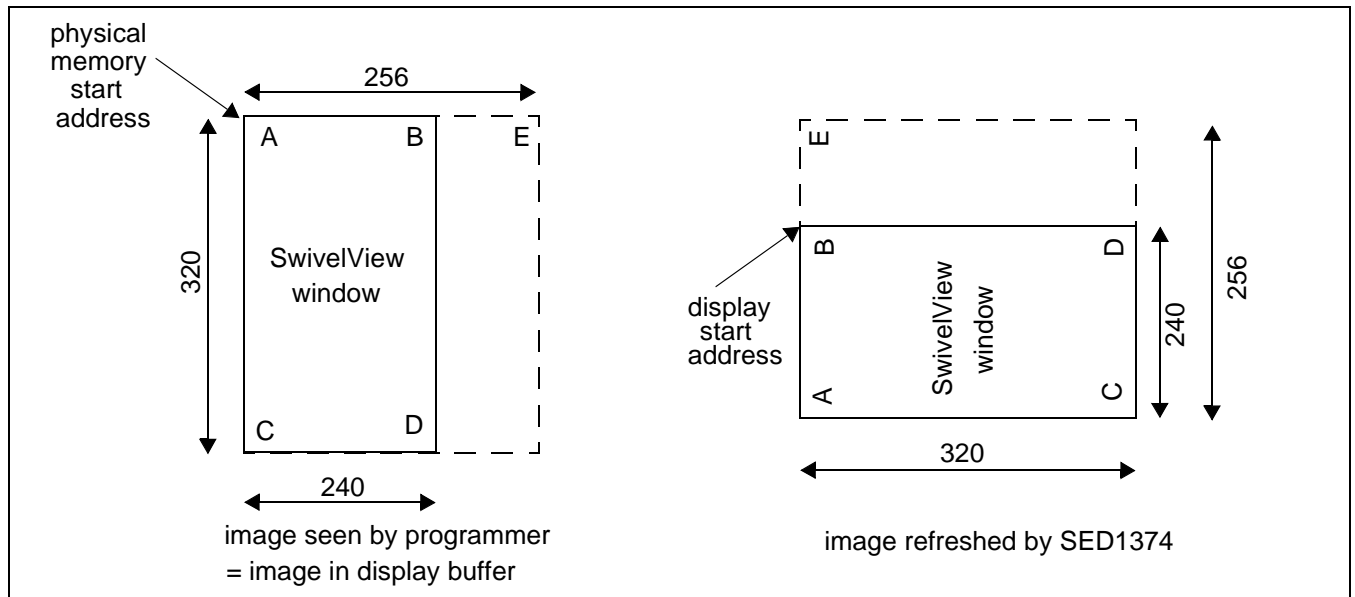 physical
memory
start
address
256
A
B
E
320
SwivelView
window
C
D
240
image seen by programmer
= image in display buffer
E
B
D
display
start
address
SwivelView
window
A
C
240
256
320
image refreshed by SED1374